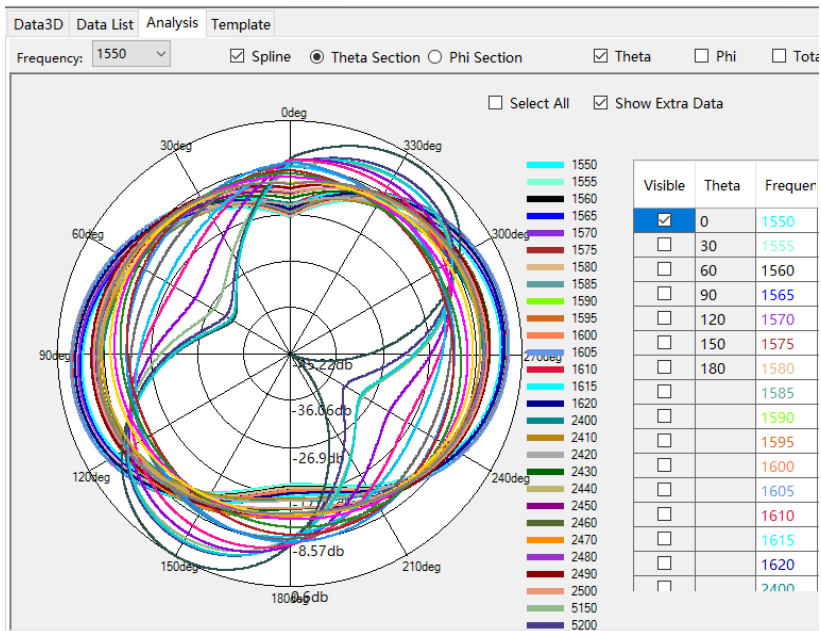 Data3D Data List Analysis Template
Frequency: 1550 Spline Theta Section Phi Section Theta Phi Tota
Select All Show Extra Data
0deg
30deg
330deg
60deg
300deg
90deg
270deg
120deg
240deg
150deg
210deg
180deg
-45.22db
-36.06db
-26.9db
-8.57db
0.6db
1550
1555
1560
1565
1570
1575
1580
1585
1590
1595
1600
1605
1610
1615
1620
2400
2410
2420
2430
2440
2450
2460
2470
2480
2490
2500
5150
5200
Visible Theta Frequen
0 1550
30 1555
60 1560
90 1565
120 1570
150 1575
180 1580
1585
1590
1595
1600
1605
1610
1615
1620
2400